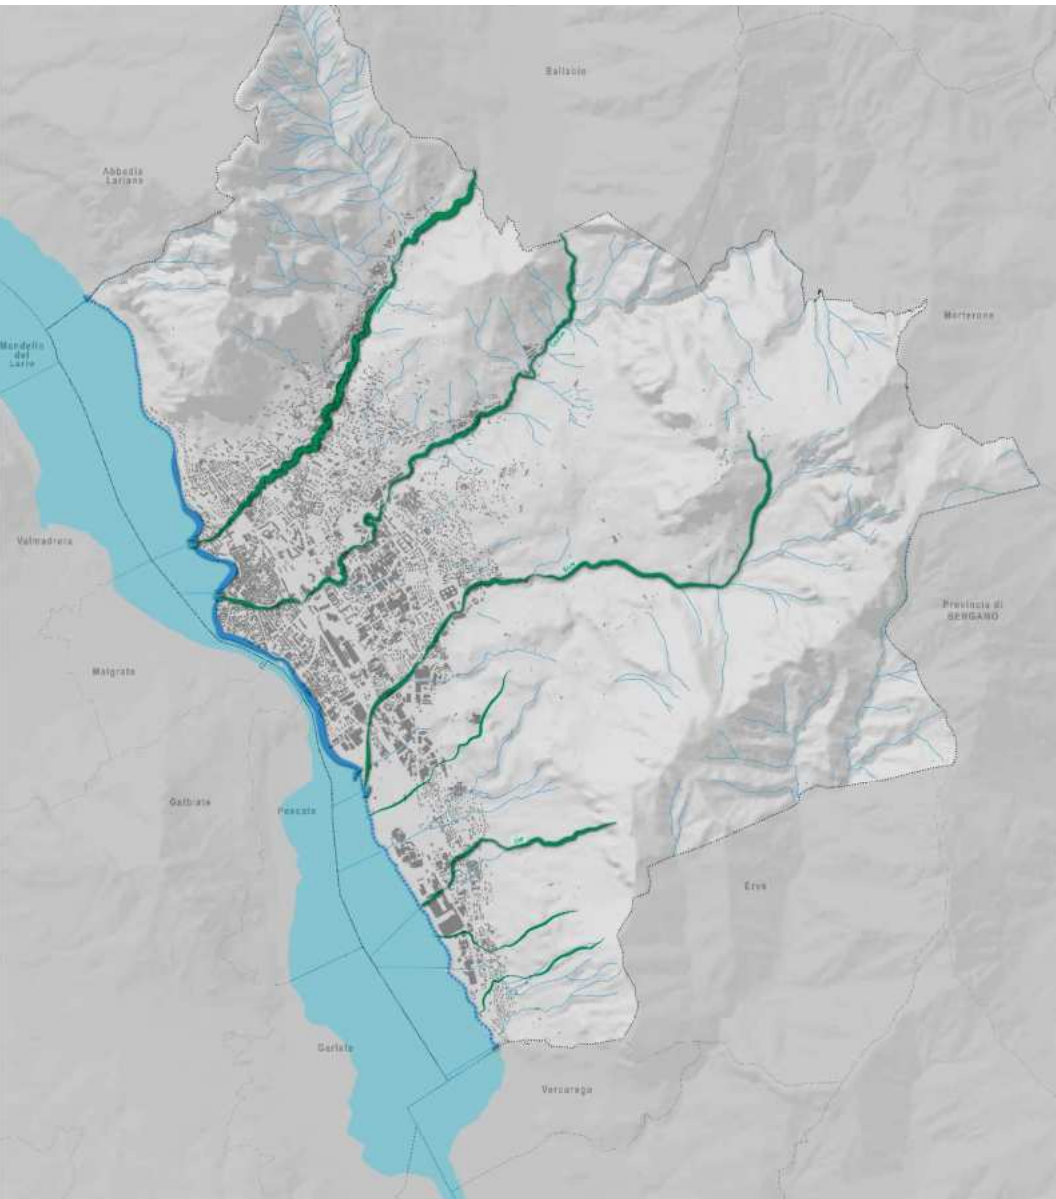 Ballabio
Abbadia
Lariana
Morterone
Mandello
del
Lario
Valmadrera
Provincia di
BERGAMO
Malgrate
Galbiate
Pescate
Erve
Garlate
Vercurago